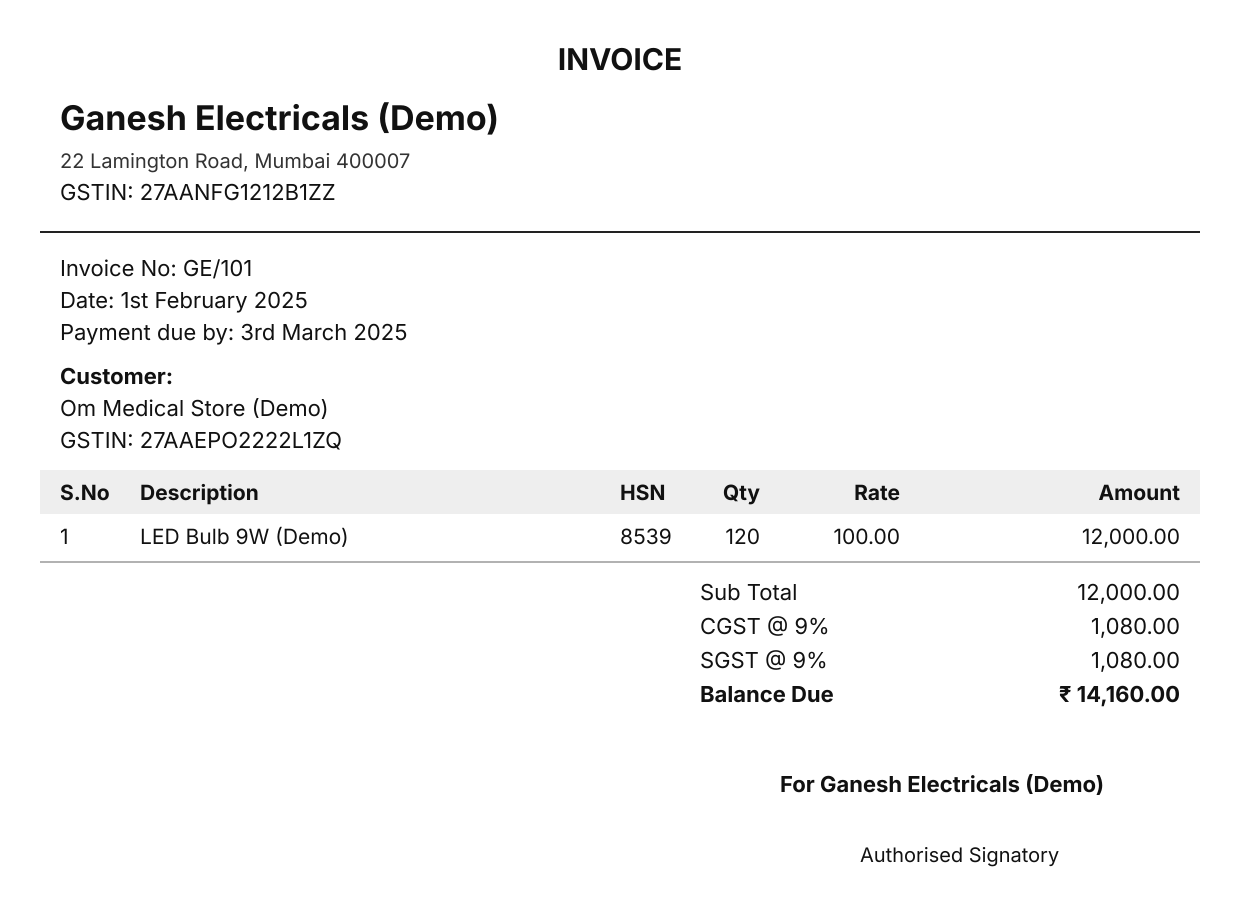 INVOICE
Ganesh Electricals (Demo)
22 Lamington Road, Mumbai 400007
GSTIN: 27AANFG1212B1ZZ
Invoice No: GE/101
Date: 1st February 2025
Payment due by: 3rd March 2025
Customer:
Om Medical Store (Demo)
GSTIN: 27AAEPO2222L1ZQ
S.No Description HSN Qty Rate Amount
1 LED Bulb 9W (Demo) 8539 120 100.00 12,000.00
Sub Total 12,000.00
CGST @ 9% 1,080.00
SGST @ 9% 1,080.00
Balance Due ₹ 14,160.00
For Ganesh Electricals (Demo)
Authorised Signatory